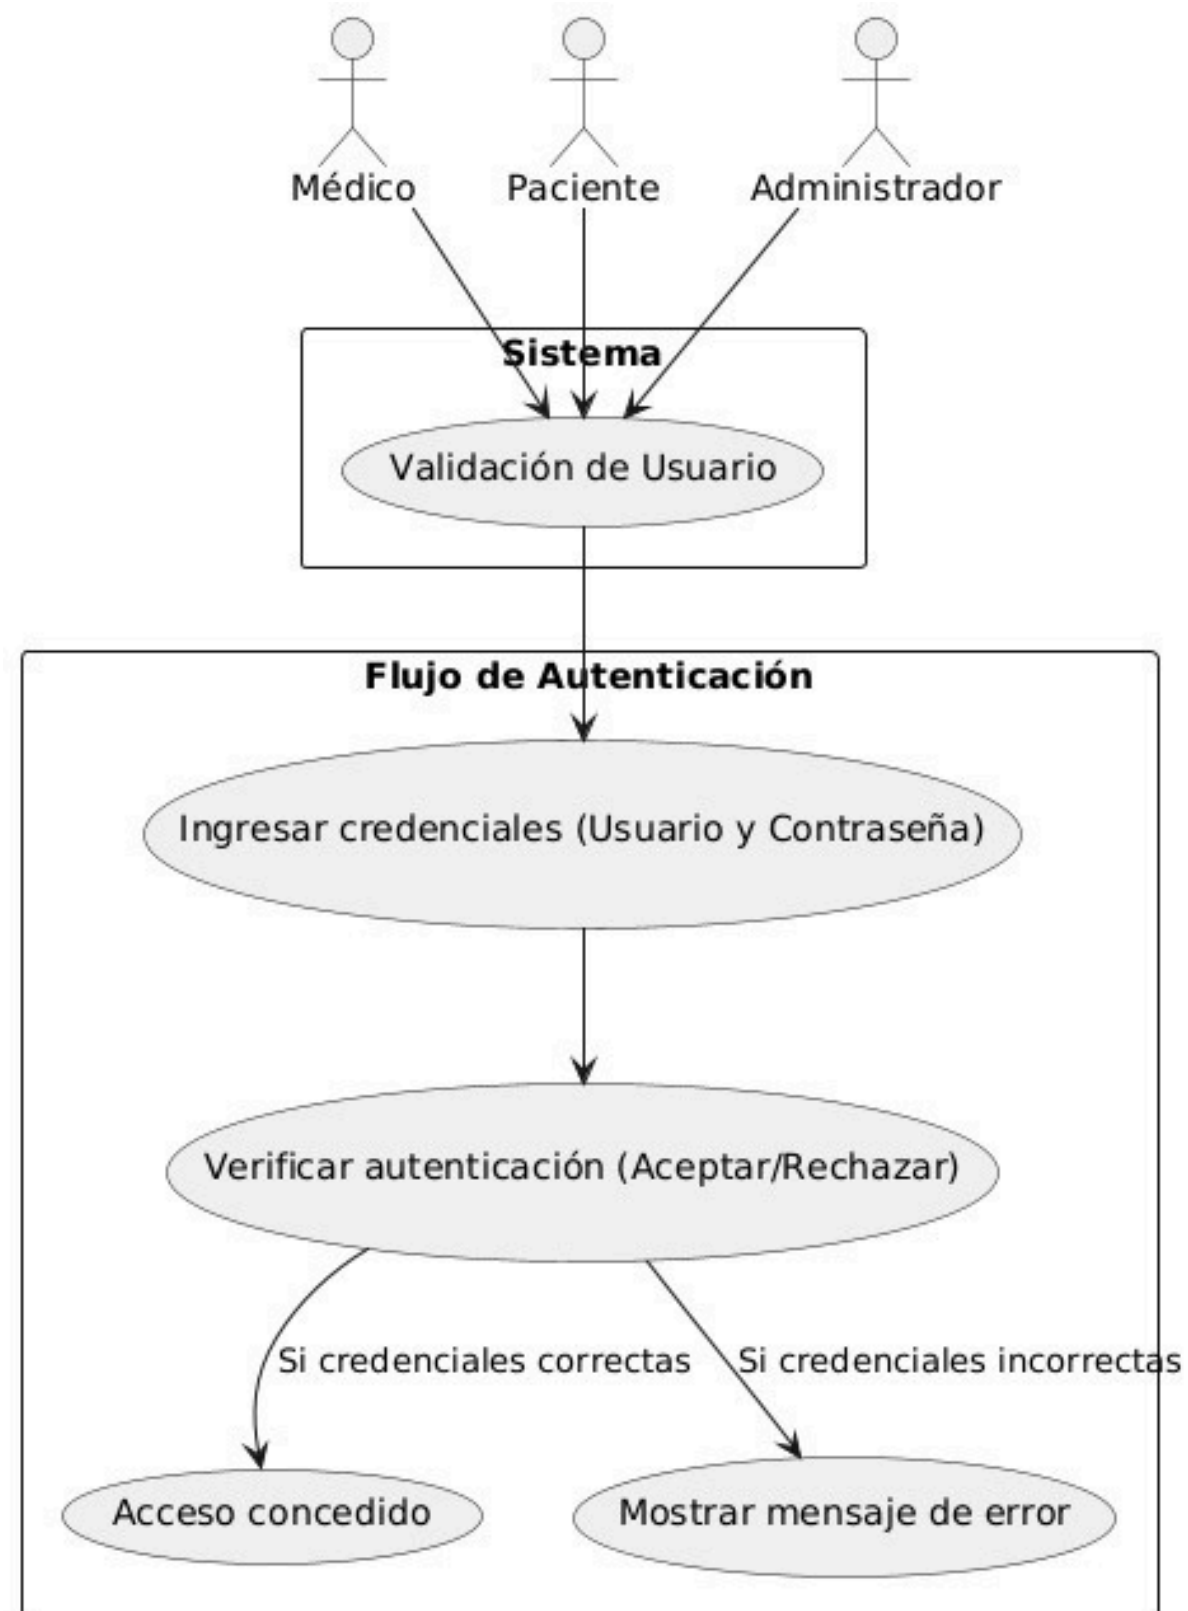 Médico
Paciente
Administrador
Sistema
Validación de Usuario
Flujo de Autenticación
Ingresar credenciales (Usuario y Contraseña)
Verificar autenticación (Aceptar/Rechazar)
Si credenciales correctas
Si credenciales incorrectas
Acceso concedido
Mostrar mensaje de error